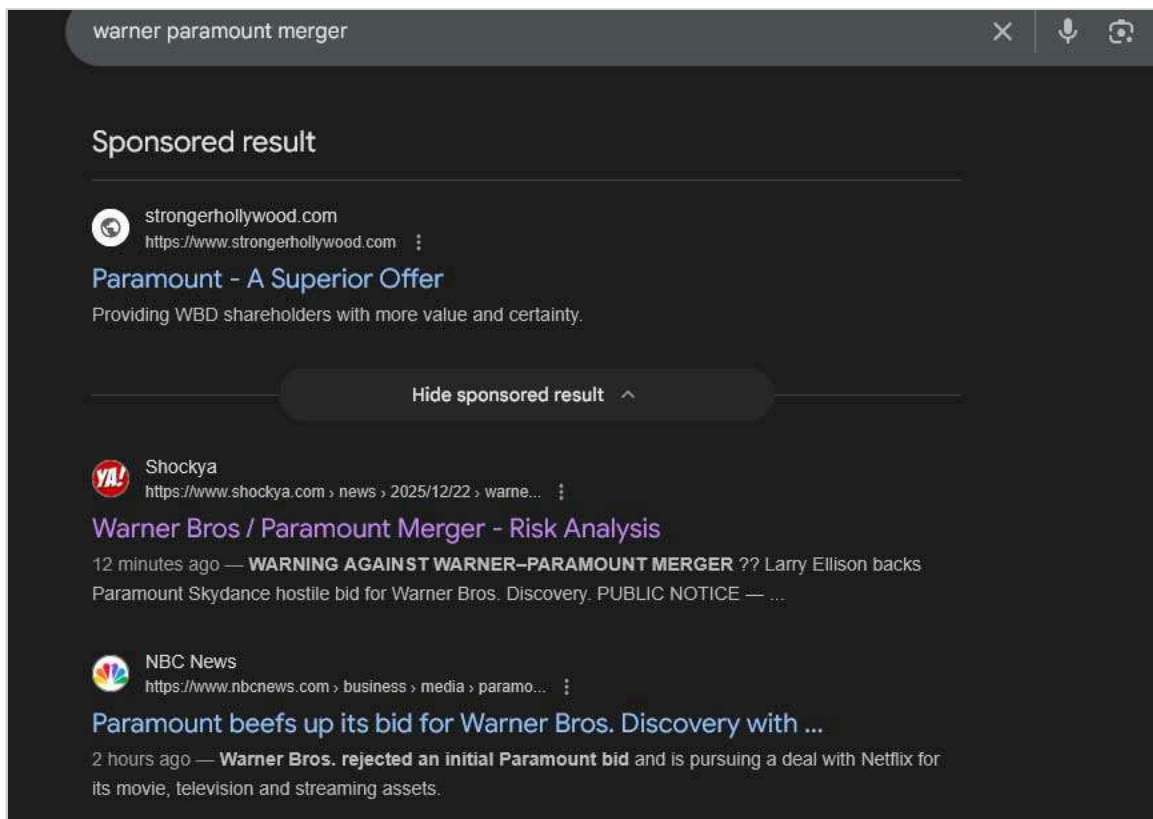 warner paramount merger
Sponsored result
strongerhollywood.com
https://www.strongerhollywood.com
Paramount - A Superior Offer
Providing WBD shareholders with more value and certainty.
Hide sponsored result
YA!
Shockya
https://www.shockya.com › news › 2025/12/22 › warne...
Warner Bros / Paramount Merger - Risk Analysis
12 minutes ago — WARNING AGAINST WARNER–PARAMOUNT MERGER ?? Larry Ellison backs
Paramount Skydance hostile bid for Warner Bros. Discovery. PUBLIC NOTICE — ...
NBC News
https://www.nbcnews.com › business › media › paramo...
Paramount beefs up its bid for Warner Bros. Discovery with ...
2 hours ago — Warner Bros. rejected an initial Paramount bid and is pursuing a deal with Netflix for
its movie, television and streaming assets.